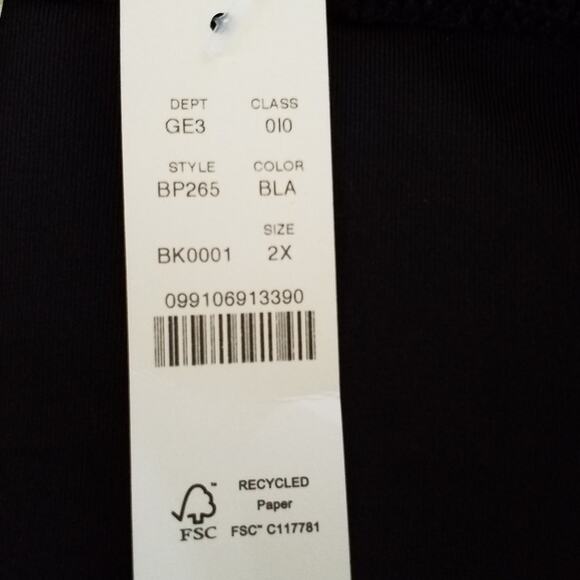 DEPT CLASS
GE3 010
STYLE COLOR
BP265 BLA
SIZE
BK0001 2X
099106913390
RECYCLED
Paper
FSC™ C117781
FSC